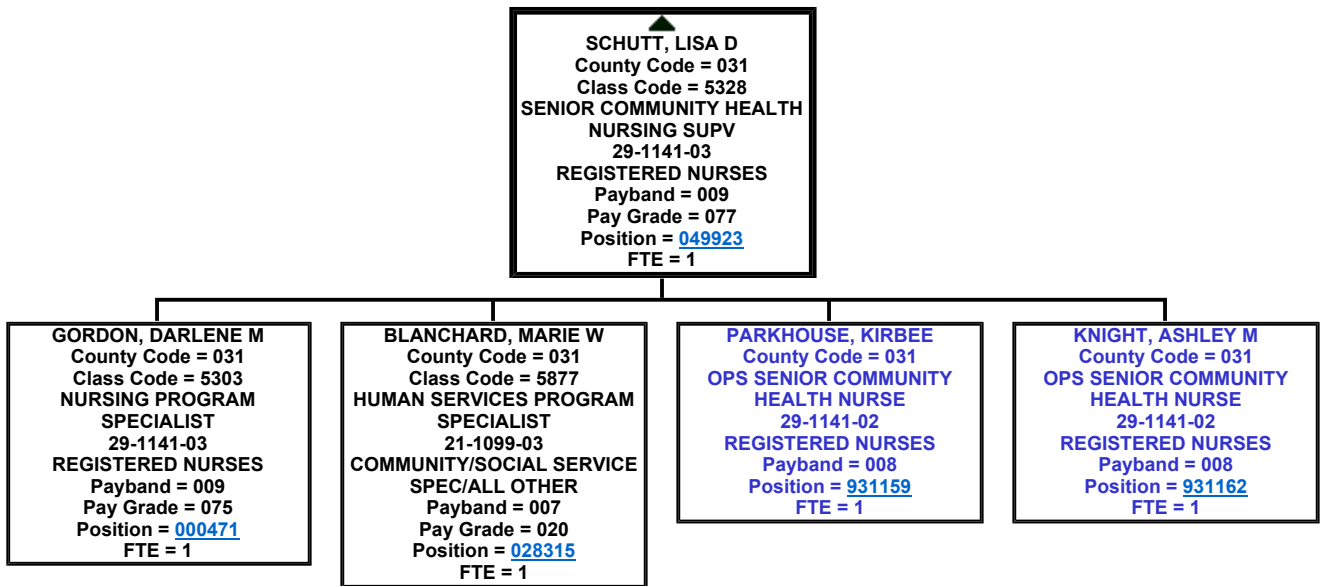 SCHUTT, LISA D
County Code = 031
Class Code = 5328
SENIOR COMMUNITY HEALTH
NURSING SUPV
29-1141-03
REGISTERED NURSES
Payband = 009
Pay Grade = 077
Position = 049923
FTE = 1
GORDON, DARLENE M
County Code = 031
Class Code = 5303
NURSING PROGRAM
SPECIALIST
29-1141-03
REGISTERED NURSES
Payband = 009
Pay Grade = 075
Position = 000471
FTE = 1
BLANCHARD, MARIE W
County Code = 031
Class Code = 5877
HUMAN SERVICES PROGRAM
SPECIALIST
21-1099-03
COMMUNITY/SOCIAL SERVICE
SPEC/ALL OTHER
Payband = 007
Pay Grade = 020
Position = 028315
FTE = 1
PARKHOUSE, KIRBEE
County Code = 031
OPS SENIOR COMMUNITY
HEALTH NURSE
29-1141-02
REGISTERED NURSES
Payband = 008
Position = 931159
FTE = 1
KNIGHT, ASHLEY M
County Code = 031
OPS SENIOR COMMUNITY
HEALTH NURSE
29-1141-02
REGISTERED NURSES
Payband = 008
Position = 931162
FTE = 1